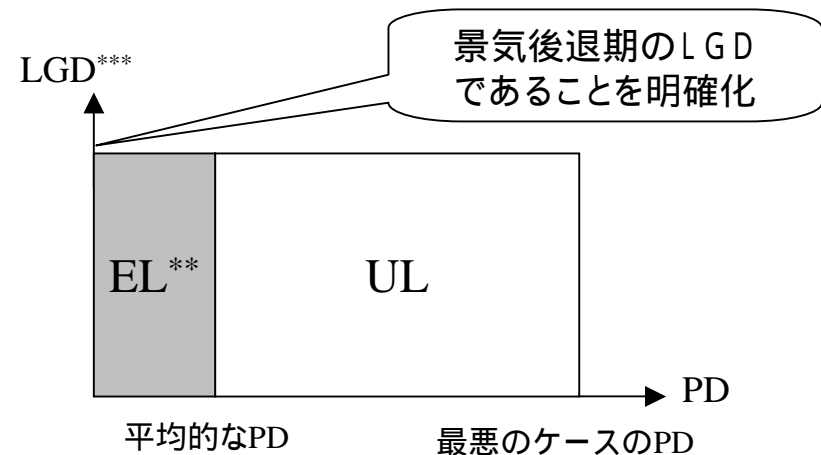 景気後退期のLGD
であることを明確化
LGD***
EL**
UL
PD
平均的なPD
最悪のケースのPD